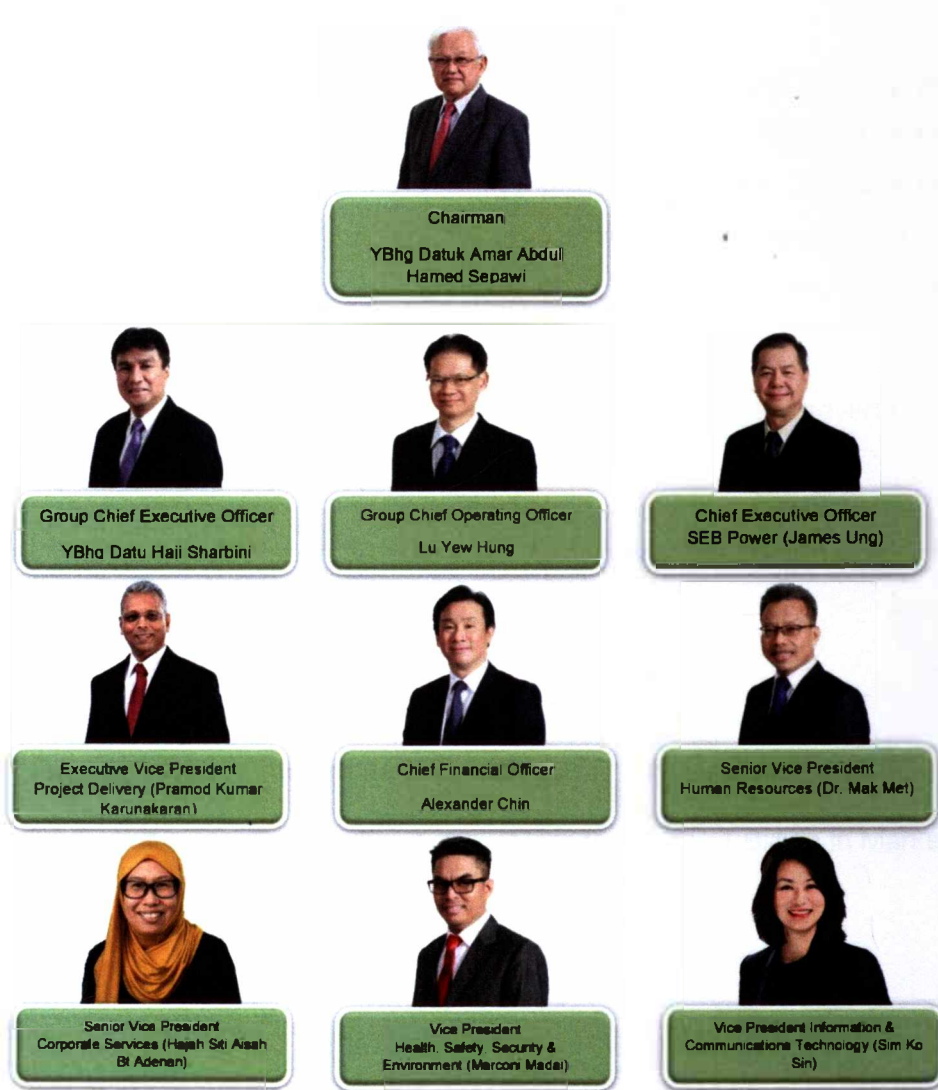 Chairman
YBhg Datuk Amar Abdul
Hamed Sepawi
Group Chief Executive Officer
YBhg Datu Haji Sharbini
Group Chief Operating Officer
Lu Yew Hung
Chief Executive Officer
SEB Power (James Ung)
Executive Vice President
Project Delivery (Pramod Kumar
Karunakaran)
Chief Financial Officer
Alexander Chin
Senior Vice President
Human Resources (Dr. Mak Met)
Senior Vice President
Corporate Services (Hajah Siti Aisah
Bt Adenan)
Vice President
Health, Safety, Security &
Environment (Marconi Madai)
Vice President Information &
Communications Technology (Sim Ko
Sin)